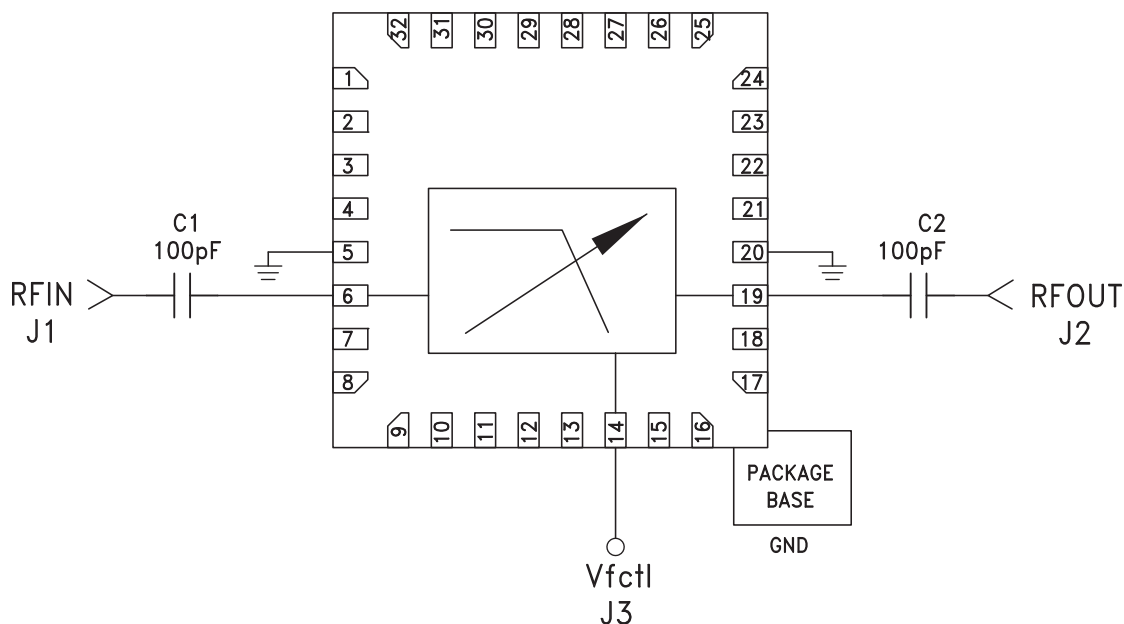 32 31 30 29 28 27 26 25
1
2
3
4
5
6
7
8
24
23
22
21
20
19
18
17
9 10 11 12 13 14 15 16
C1
100pF
RFIN
J1
C2
100pF
RFOUT
J2
PACKAGE
BASE
GND
Vfctl
J3